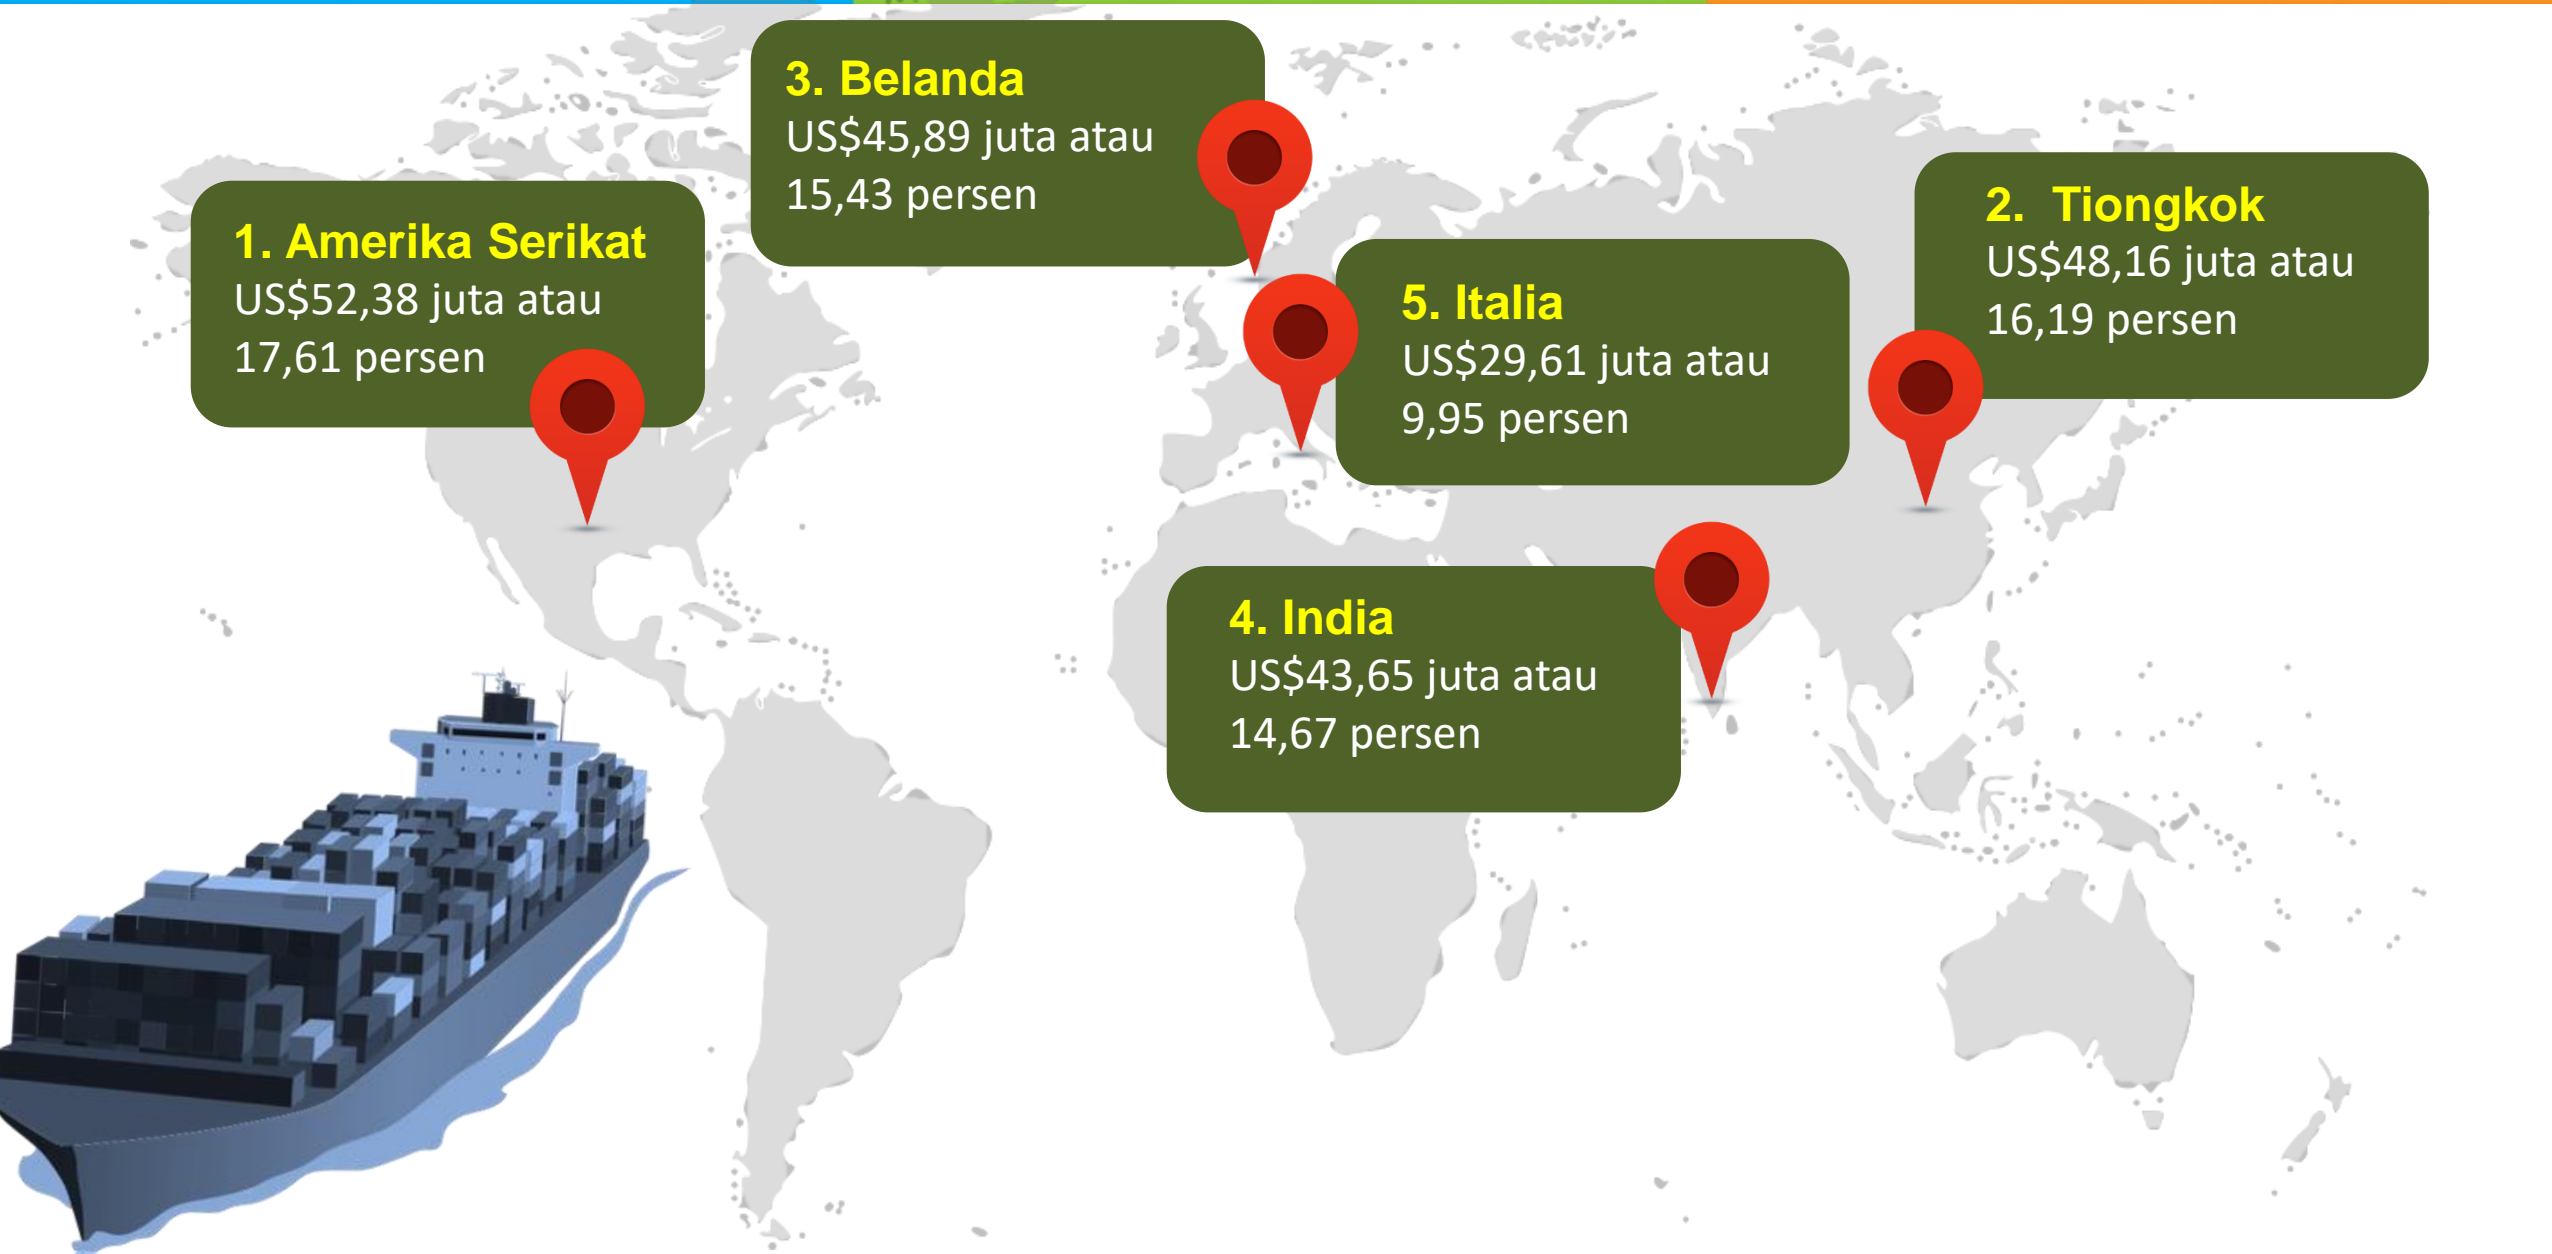 1. Amerika Serikat
US$52,38 juta atau
17,61 persen
3. Belanda
US$45,89 juta atau
15,43 persen
5. Italia
US$29,61 juta atau
9,95 persen
2. Tiongkok
US$48,16 juta atau
16,19 persen
4. India
US$43,65 juta atau
14,67 persen